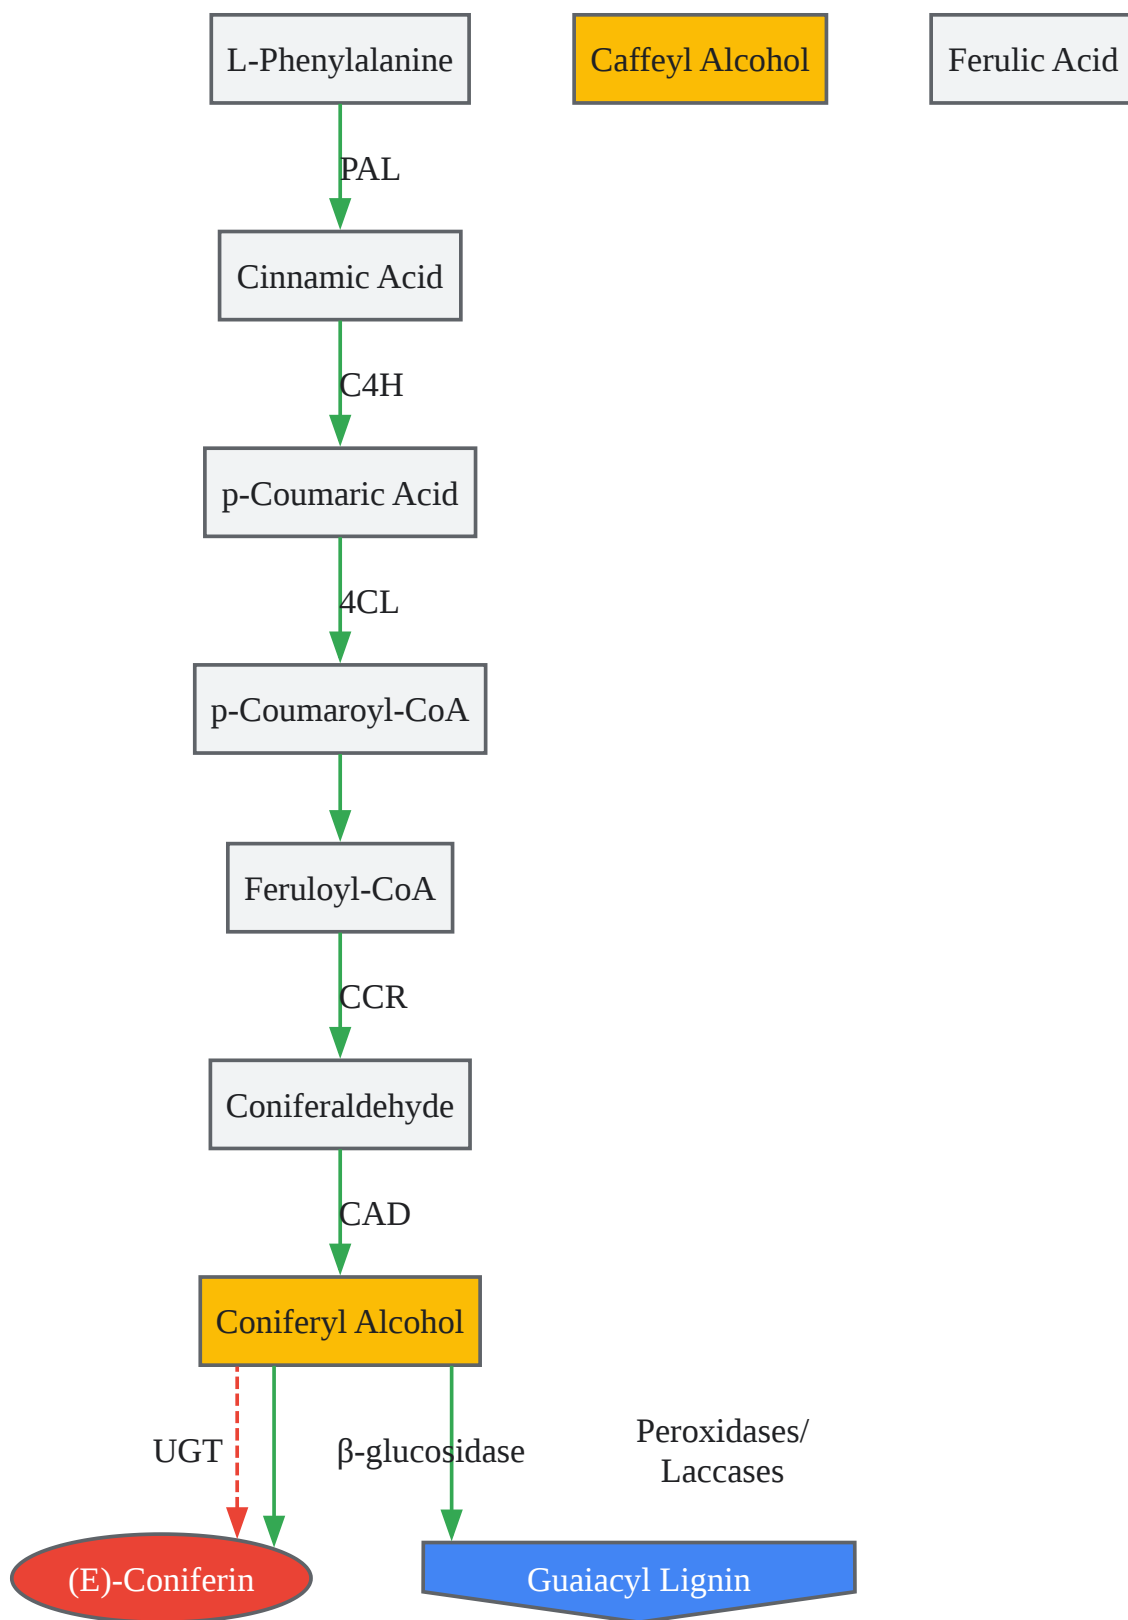 L-Phenylalanine
Caffeyl Alcohol
Ferulic Acid
PAL
Cinnamic Acid
C4H
p-Coumaric Acid
4CL
p-Coumaroyl-CoA
Feruloyl-CoA
CCR
Coniferaldehyde
CAD
Coniferyl Alcohol
UGT
β-glucosidase
Peroxidases/
Laccases
(E)-Coniferin
Guaiacyl Lignin